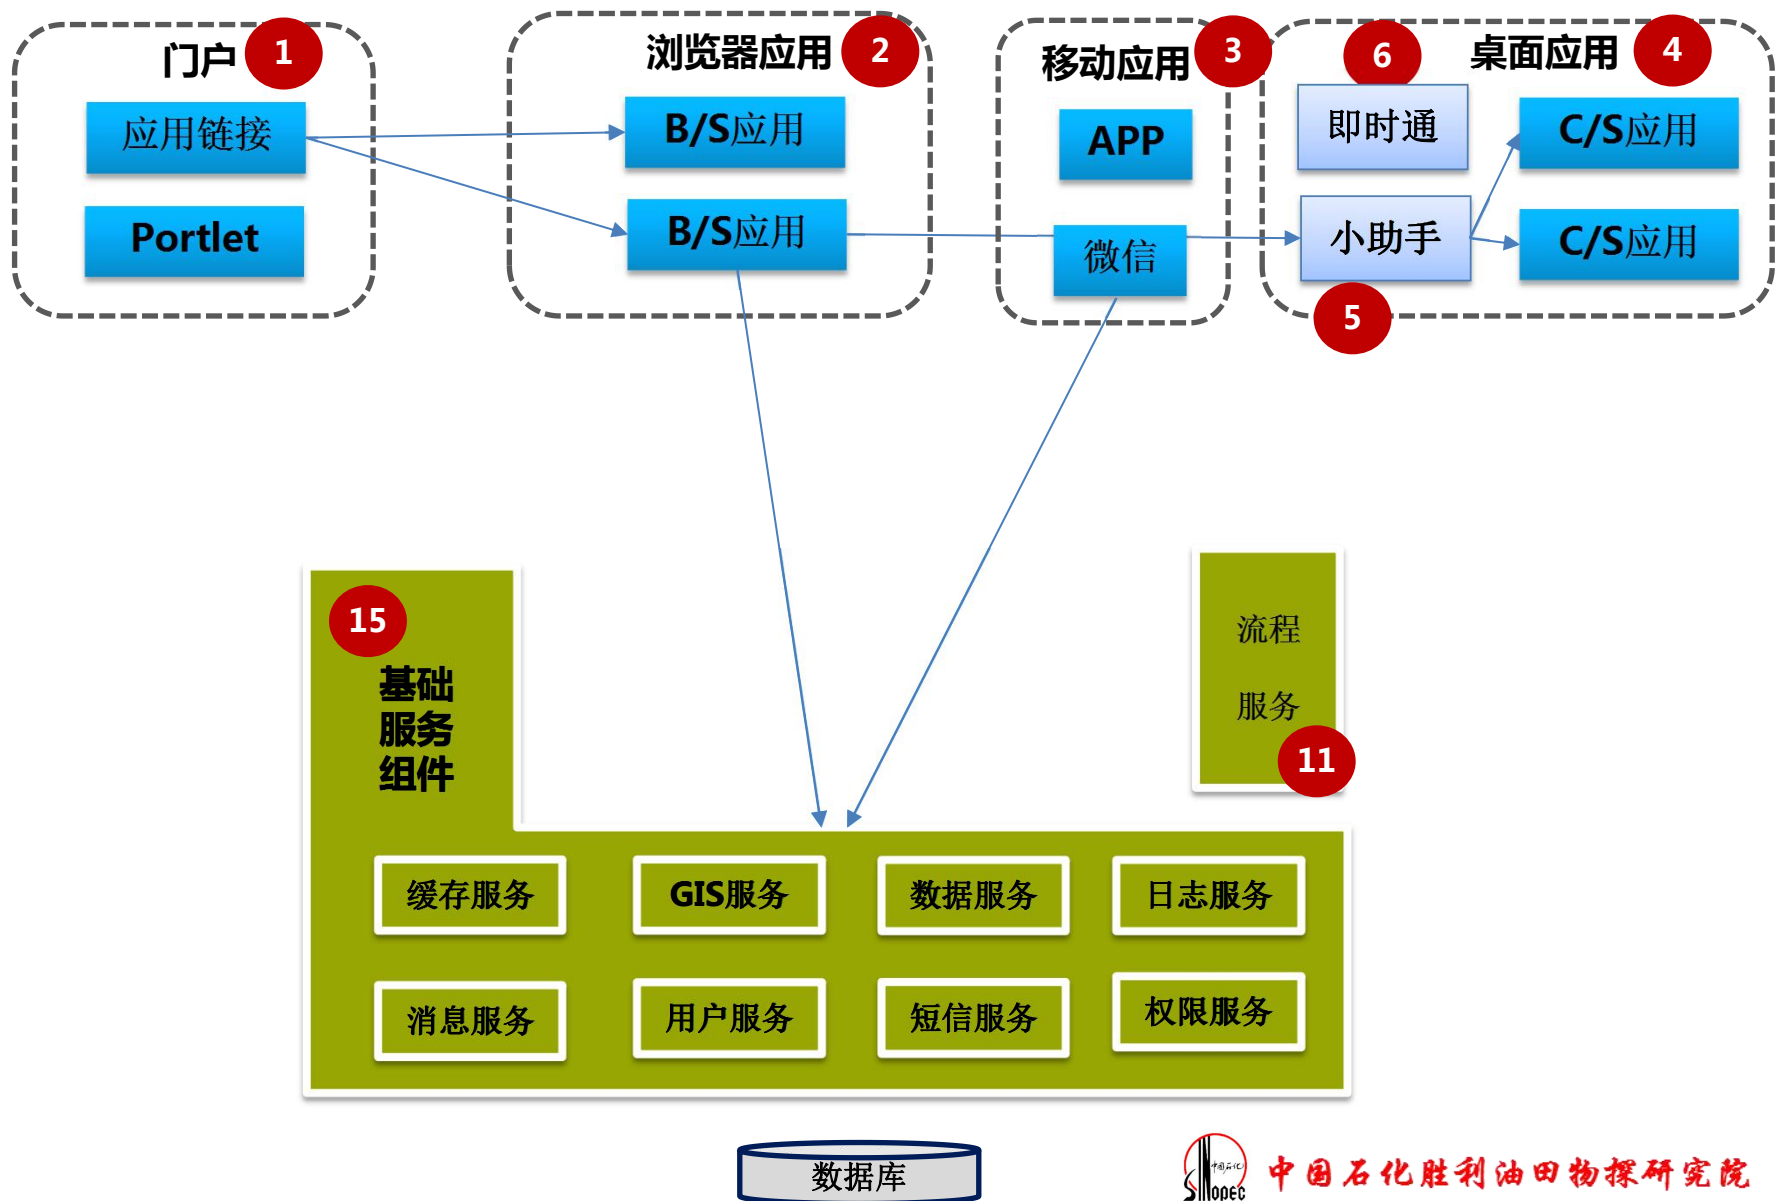 门户 1
应用链接
Portlet
浏览器应用 2
B/S应用
B/S应用
移动应用 3
APP
微信
6
桌面应用 4
即时通
C/S应用
小助手
C/S应用
5
15
基础
服务
组件
流程
服务
11
缓存服务
GIS服务
数据服务
日志服务
消息服务
用户服务
短信服务
权限服务
数据库
中国石化
SINOPEC
中国石化胜利油田物探研究院